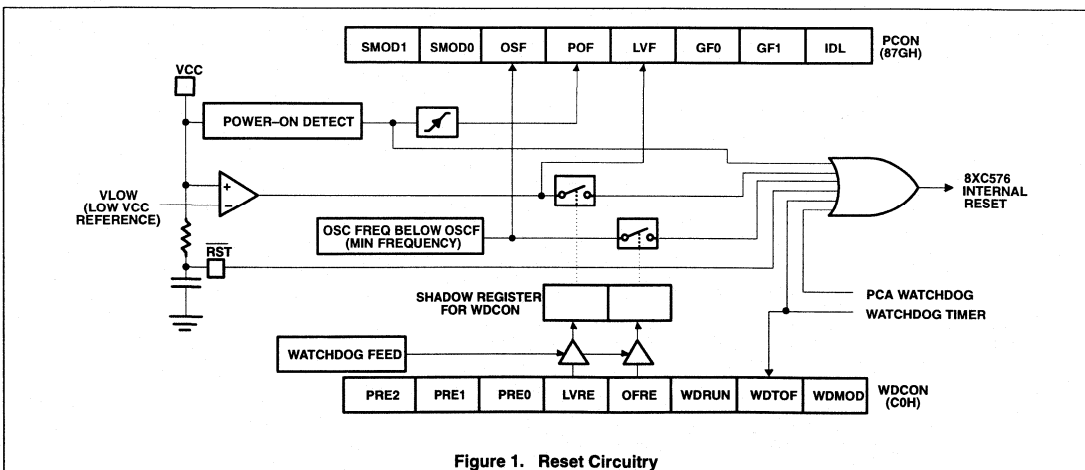 SMOD1 SMOD0 OSF POF LVF GF0 GF1 IDL
PCON
(87GH)
VCC
POWER–ON DETECT
VLOW
(LOW VCC
REFERENCE)
+
–
OSC FREQ BELOW OSCF
(MIN FREQUENCY)
RST
8XC576
INTERNAL
RESET
SHADOW REGISTER
FOR WDCON
PCA WATCHDOG
WATCHDOG TIMER
WATCHDOG FEED
PRE2 PRE1 PRE0 LVRE OFRE WDRUN WDTOF WDMOD
WDCON
(C0H)
Figure 1. Reset Circuitry